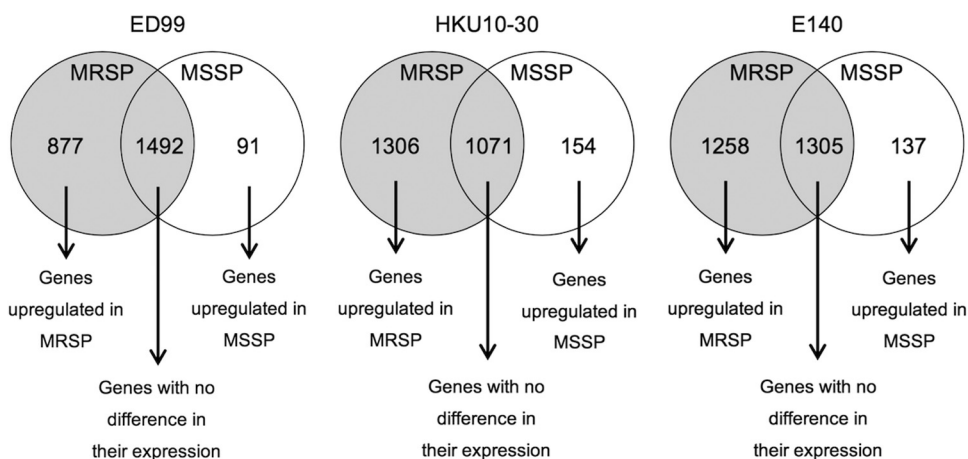 ED99
MRSP
MSSP
877
1492
91
Genes
upregulated in
MRSP
Genes
upregulated in
MSSP
Genes with no
difference in
their expression
HKU10-30
MRSP
MSSP
1306
1071
154
Genes
upregulated in
MRSP
Genes
upregulated in
MSSP
Genes with no
difference in
their expression
E140
MRSP
MSSP
1258
1305
137
Genes
upregulated in
MRSP
Genes
upregulated in
MSSP
Genes with no
difference in
their expression